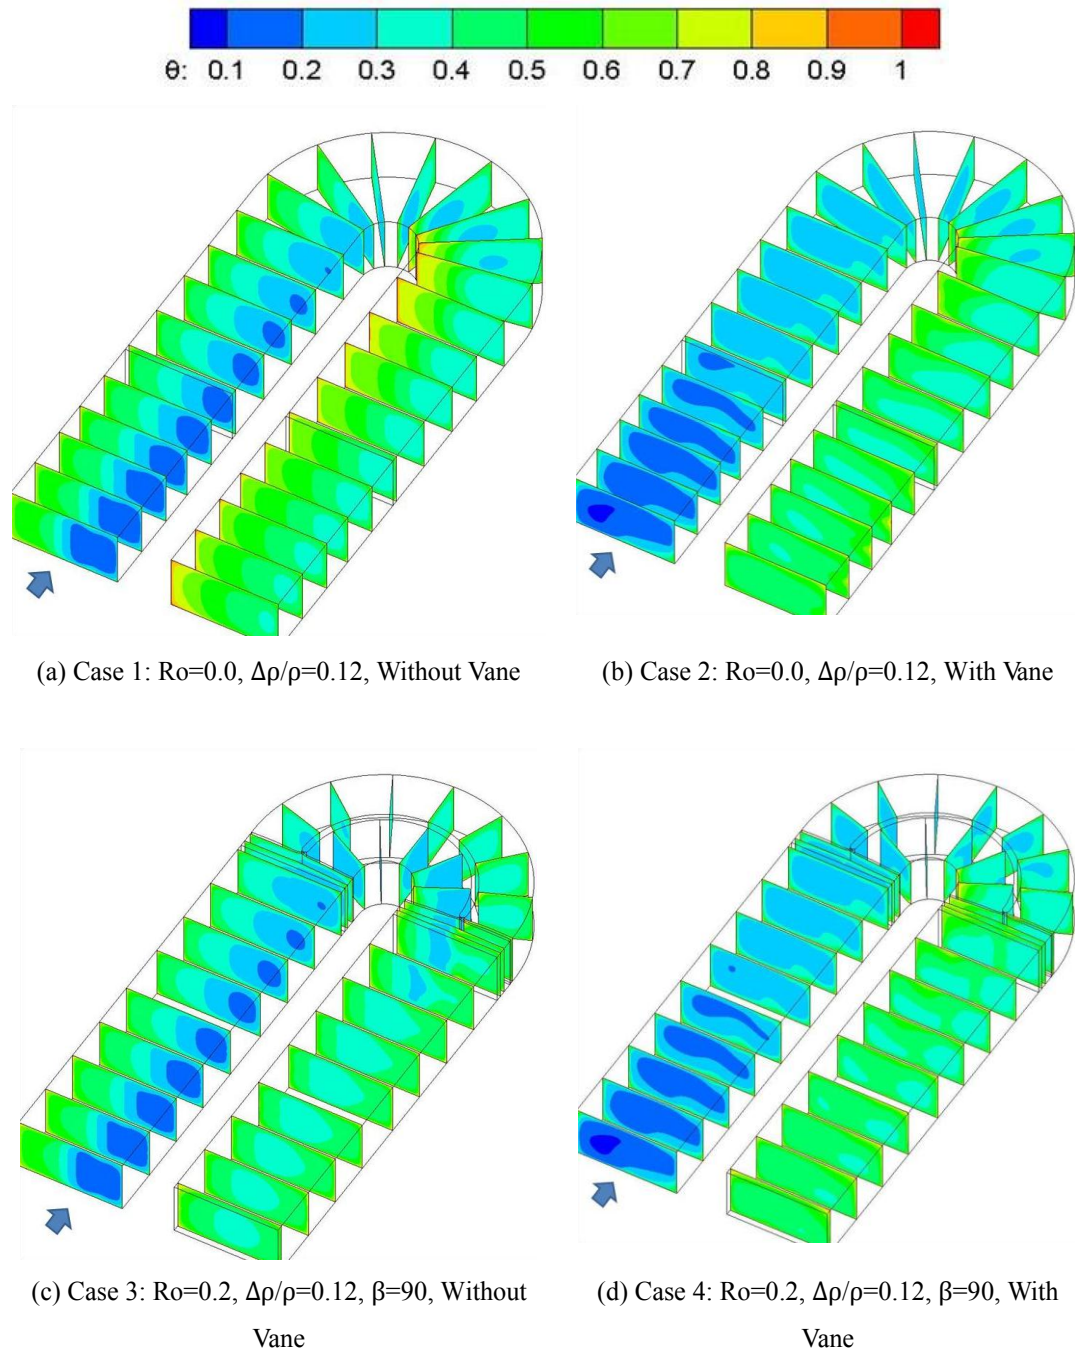 θ: 0.1 0.2 0.3 0.4 0.5 0.6 0.7 0.8 0.9 1
(a) Case 1: Ro=0.0, Δρ/ρ=0.12, Without Vane
(b) Case 2: Ro=0.0, Δρ/ρ=0.12, With Vane
(c) Case 3: Ro=0.2, Δρ/ρ=0.12, β=90, Without
Vane
(d) Case 4: Ro=0.2, Δρ/ρ=0.12, β=90, With
Vane